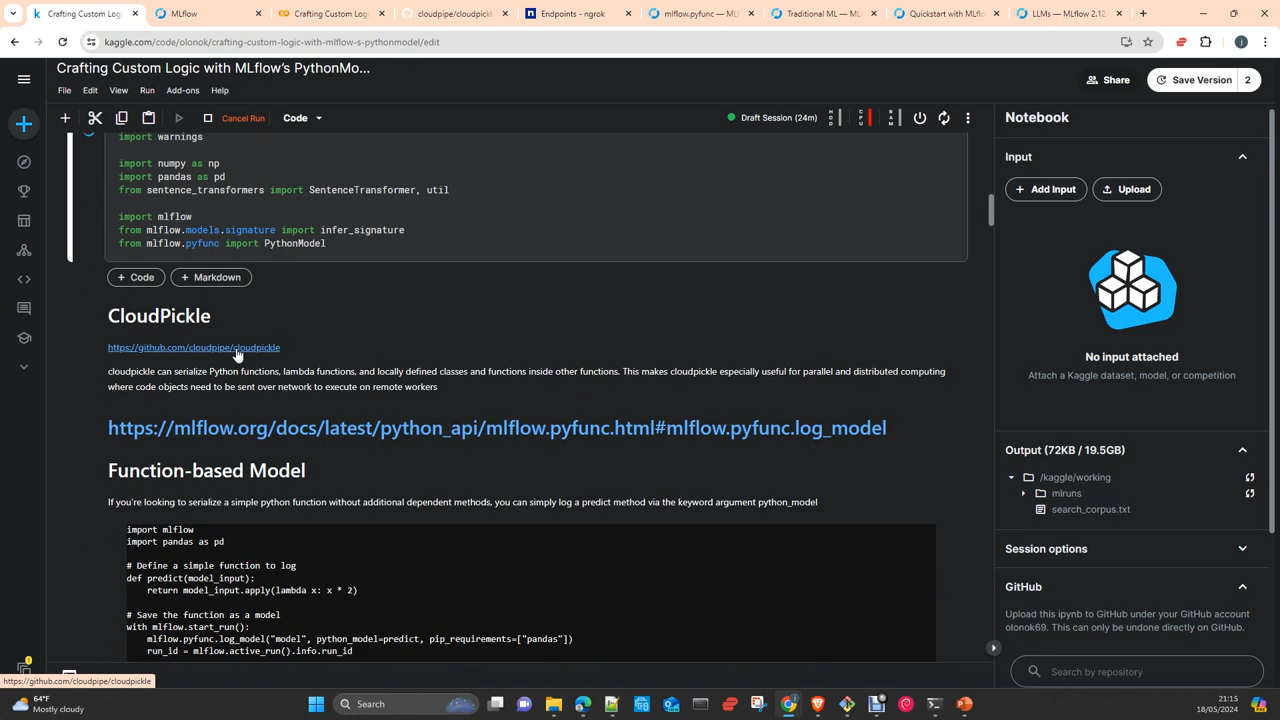 Crafting Custom Logic with MLfl
MLflow
Crafting Custom Logic with MLf
cloudpipe/cloudpickle
Endpoints - ngrok
mlflow.pyfunc — ML
Traditional ML — MLfl
Quickstart with MLflow
LLMs — MLflow 2.12.
kaggle.com/code/olonok/crafting-custom-logic-with-mlflow-s-pythonmodel/edit
Crafting Custom Logic with MLflow's PythonMo...
Share
Save Version
2
File
Edit
View
Run
Add-ons
Help
Cancel Run
Code
Draft Session (24m)
HDD
CPU
RAM
Notebook
import warnings
import numpy as np
import pandas as pd
from sentence_transformers import SentenceTransformer, util
import mlflow
from mlflow.models.signature import infer_signature
from mlflow.pyfunc import PythonModel
+ Code
+ Markdown
CloudPickle
https://github.com/cloudpipe/cloudpickle
cloudpickle can serialize Python functions, lambda functions, and locally defined classes and functions inside other functions. This makes cloudpickle especially useful for parallel and distributed computing
where code objects need to be sent over network to execute on remote workers
https://mlflow.org/docs/latest/python_api/mlflow.pyfunc.html#mlflow.pyfunc.log_model
Function-based Model
If you're looking to serialize a simple python function without additional dependent methods, you can simply log a predict method via the keyword argument python_model
import mlflow
import pandas as pd
# Define a simple function to log
def predict(model_input):
return model_input.apply(lambda x: x * 2)
# Save the function as a model
with mlflow.start_run():
mlflow.pyfunc.log_model("model", python_model=predict, pip_requirements=["pandas"])
run_id = mlflow.active_run().info.run_id
Input
+ Add Input
Upload
No input attached
Attach a Kaggle dataset, model, or competition
Output (72KB / 19.5GB)
/kaggle/working
mlruns
search_corpus.txt
Session options
GitHub
Upload this ipynb to GitHub under your GitHub account
olonok69. This can only be undone directly on GitHub.
Search by repository
1
https://github.com/cloudpipe/cloudpickle
64°F
Mostly cloudy
Search
21:15
18/05/2024